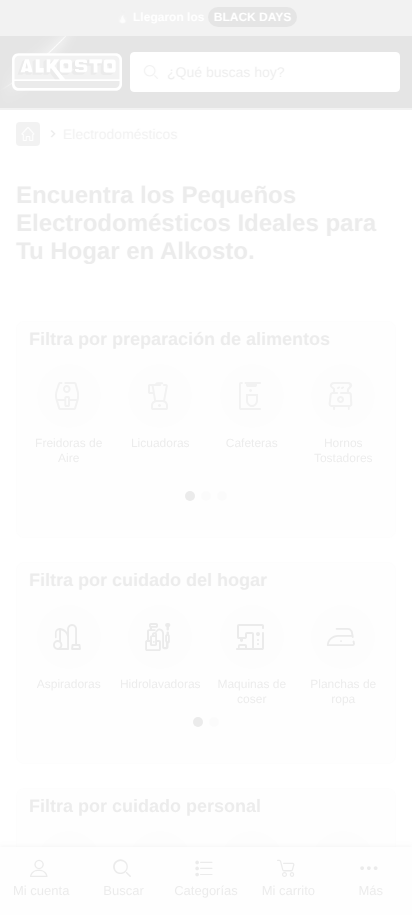 Llegaron los BLACK DAYS
ALKOSTO
¿Qué buscas hoy?
Electrodomésticos
Encuentra los Pequeños
Electrodomésticos Ideales para
Tu Hogar en Alkosto.
Filtra por preparación de alimentos
Freidoras de Aire
Licuadoras
Cafeteras
Hornos Tostadores
Filtra por cuidado del hogar
Aspiradoras
Hidrolavadoras
Maquinas de coser
Planchas de ropa
Filtra por cuidado personal
Mi cuenta
Buscar
Categorías
Mi carrito
Más